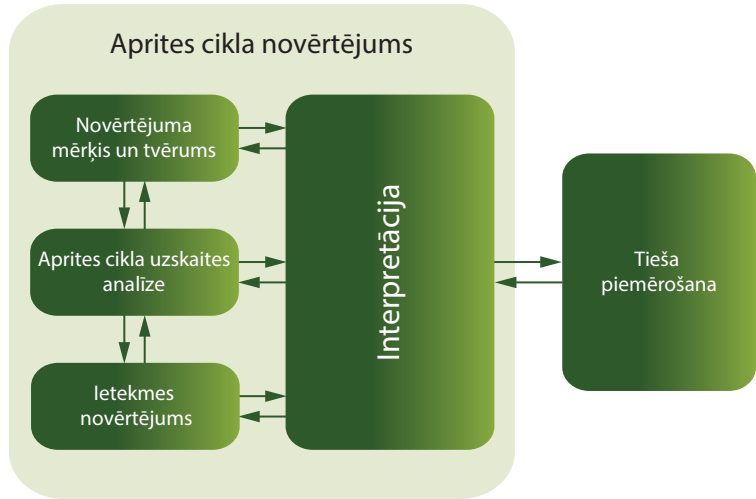 Aprites cikla novērtējums
Novērtējuma
mērķis un tvērums
Aprites cikla uzskaites
analīze
Ietekmes
novērtējums
Interpretācija
Tieša
piemērošana